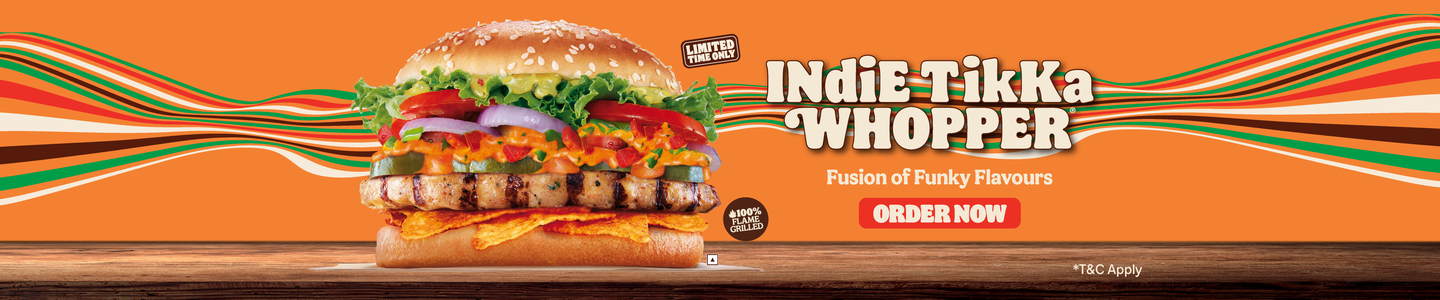 LIMITED
TIME ONLY
INdiE TikKa
WHOPPER
Fusion of Funky Flavours
ORDER NOW
100%
FLAME
GRILLED
*T&C Apply